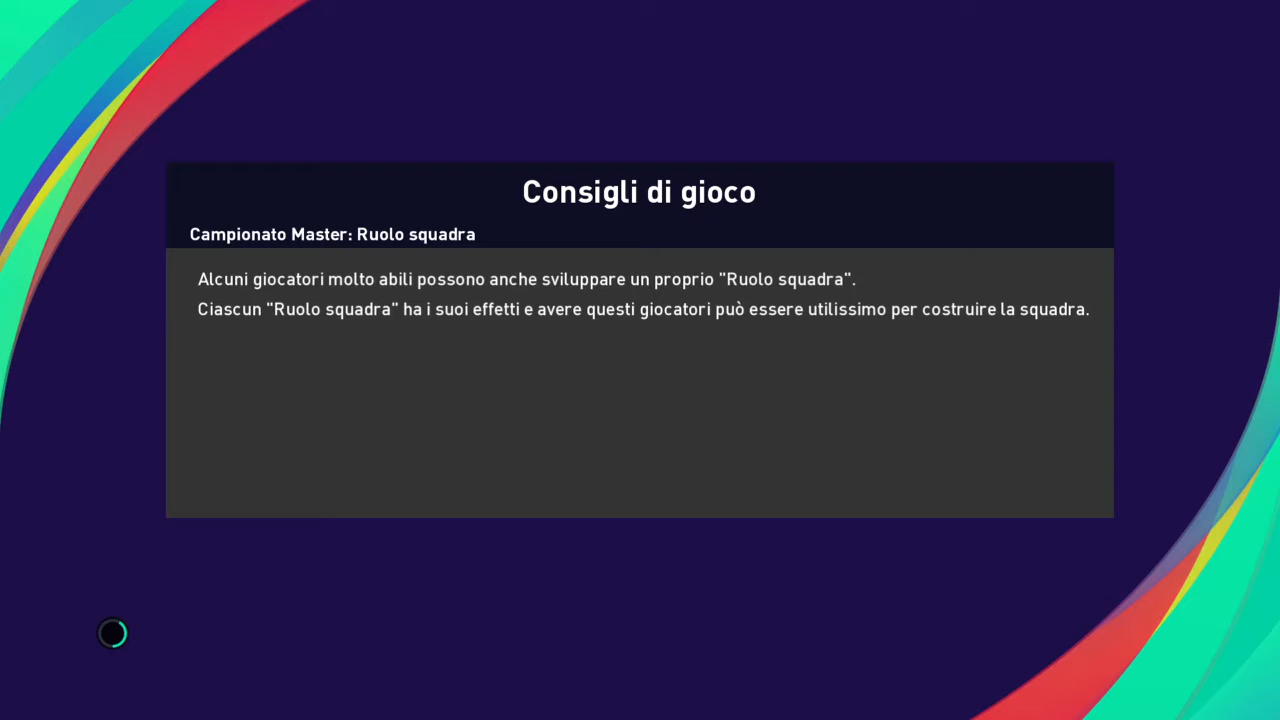 Consigli di gioco
Campionato Master: Ruolo squadra
Alcuni giocatori molto abili possono anche sviluppare un proprio "Ruolo squadra".
Ciascun "Ruolo squadra" ha i suoi effetti e avere questi giocatori può essere utilissimo per costruire la squadra.